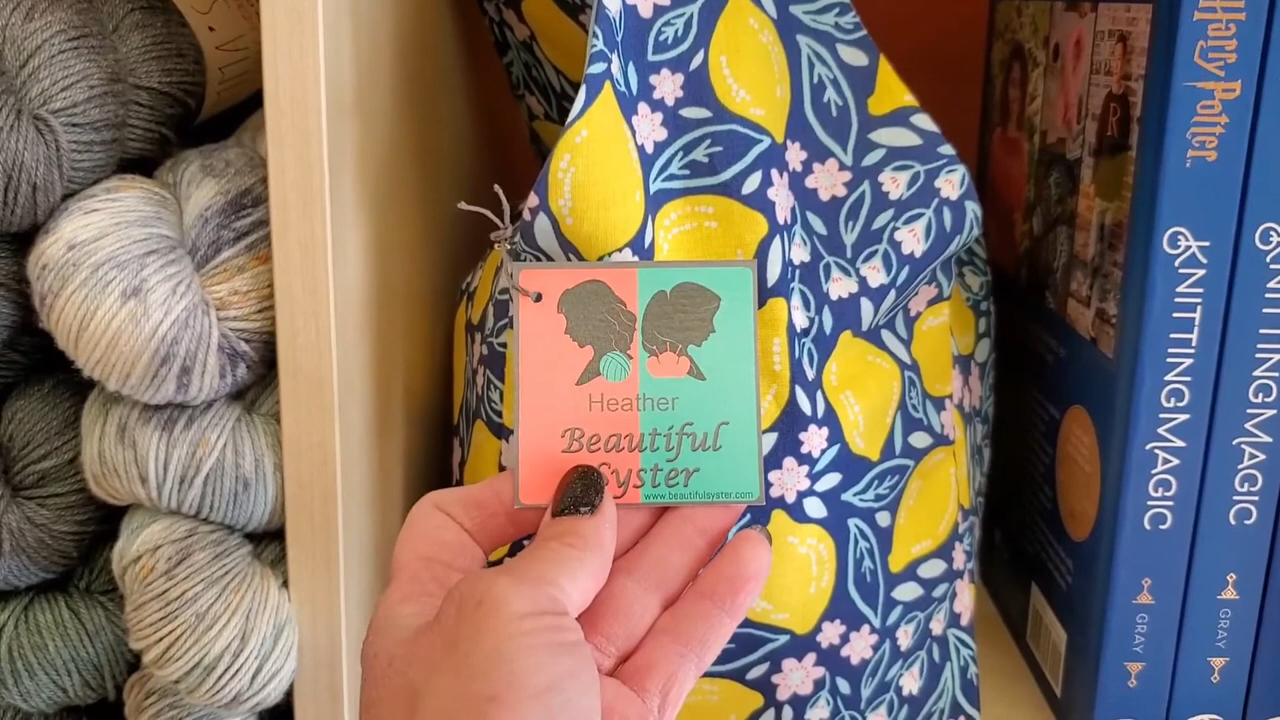 Heather
Beautiful
Syster
www.beautifulsyster.com
Harry Potter
KNITTING MAGIC
GRAY
KNITTING MAGIC
GRAY
R